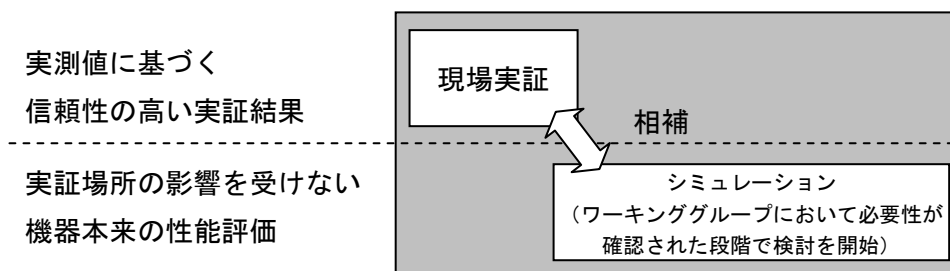 実測値に基づく
信頼性の高い実証結果
現場実証
相補
実証場所の影響を受けない
機器本来の性能評価
シミュレーション
（ワーキンググループにおいて必要性が
確認された段階で検討を開始）